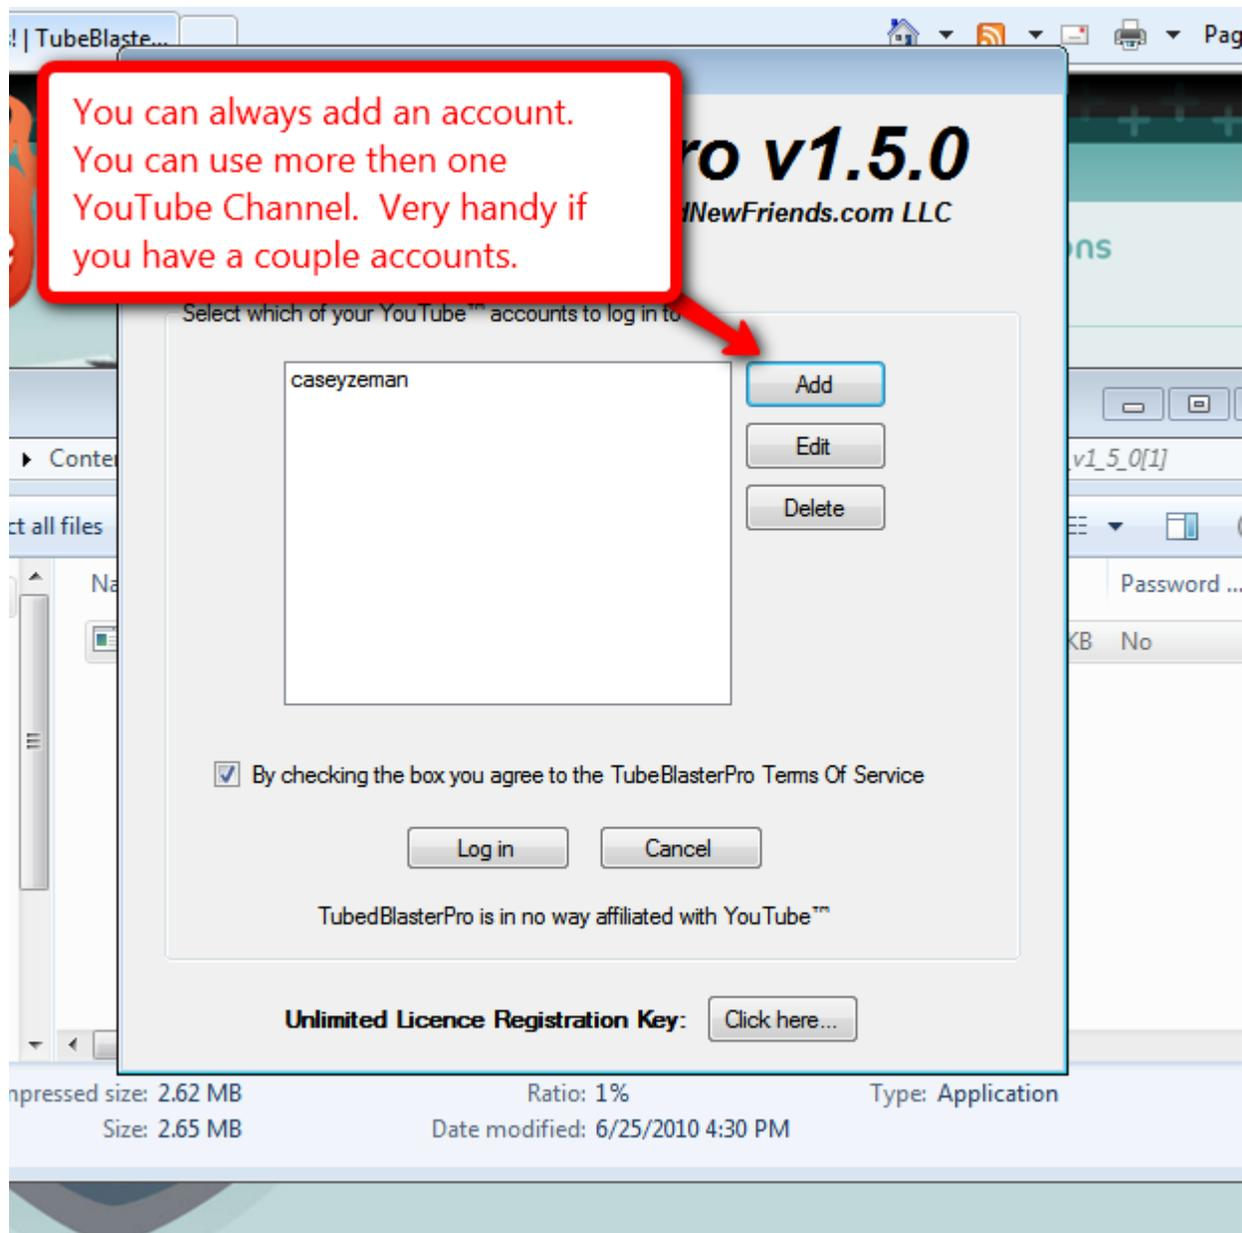 ! | TubeBlaste...
Pag
You can always add an account.
You can use more then one
YouTube Channel. Very handy if
you have a couple accounts.
ro v1.5.0
dNewFriends.com LLC
ons
Select which of your YouTube™ accounts to log in to
caseyzeman
Add
Edit
Delete
Conte
_v1_5_0[1]
ct all files
Na
Password ...
KB No
By checking the box you agree to the TubeBlasterPro Terms Of Service
Log in Cancel
TubedBlasterPro is in no way affiliated with YouTube™
Unlimited Licence Registration Key: Click here...
mpressed size: 2.62 MB Ratio: 1% Type: Application
Size: 2.65 MB Date modified: 6/25/2010 4:30 PM